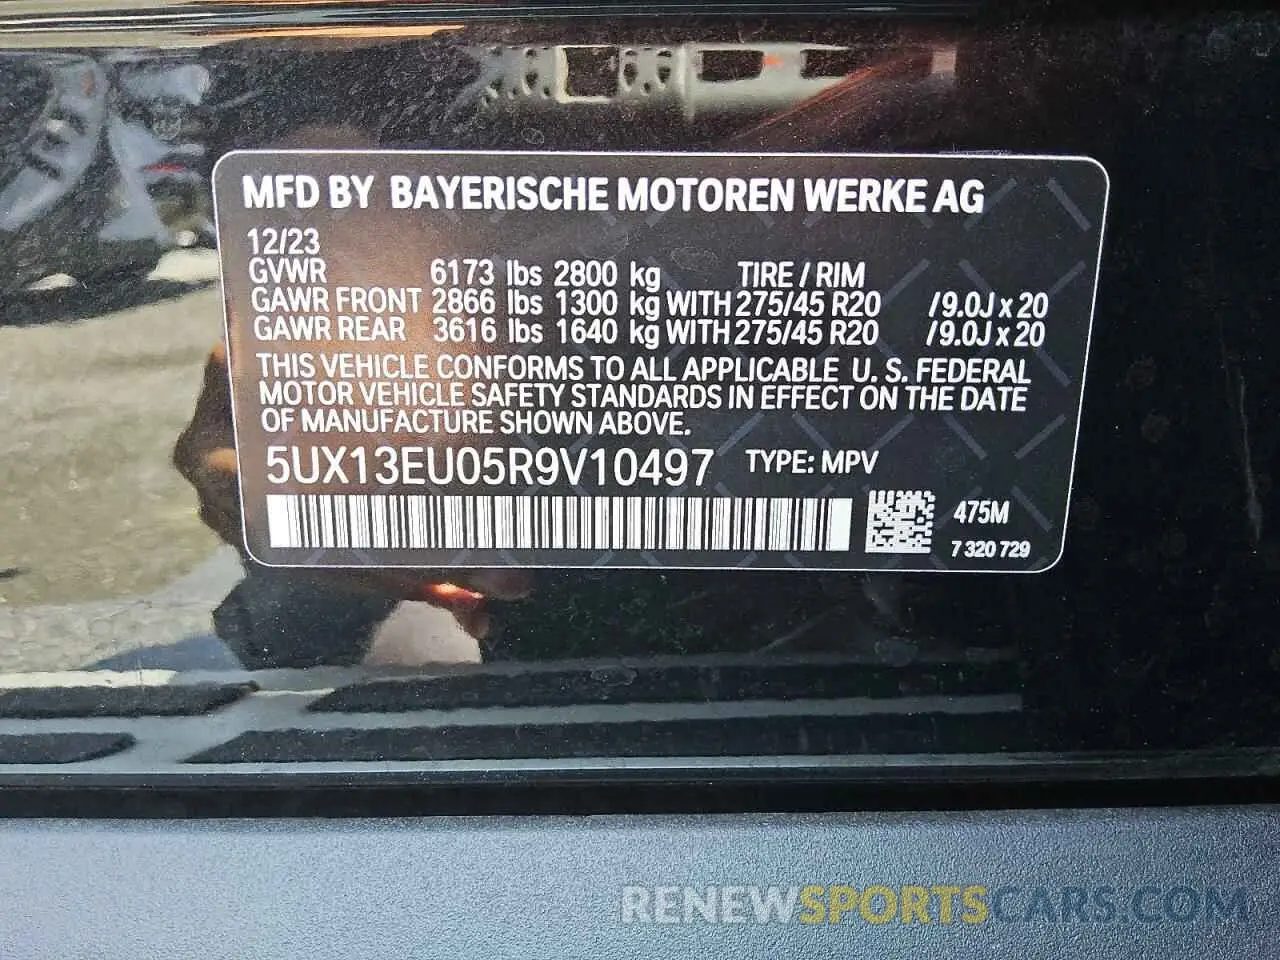 MFD BY BAYERISCHE MOTOREN WERKE AG
12/23
GVWR 6173 lbs 2800 kg TIRE / RIM
GAWR FRONT 2866 lbs 1300 kg WITH 275/45 R20 /9.0J x 20
GAWR REAR 3616 lbs 1640 kg WITH 275/45 R20 /9.0J x 20
THIS VEHICLE CONFORMS TO ALL APPLICABLE U. S. FEDERAL
MOTOR VEHICLE SAFETY STANDARDS IN EFFECT ON THE DATE
OF MANUFACTURE SHOWN ABOVE.
5UX13EU05R9V10497 TYPE: MPV
475M
7 320 729
RENEWSPORTSCARS.COM